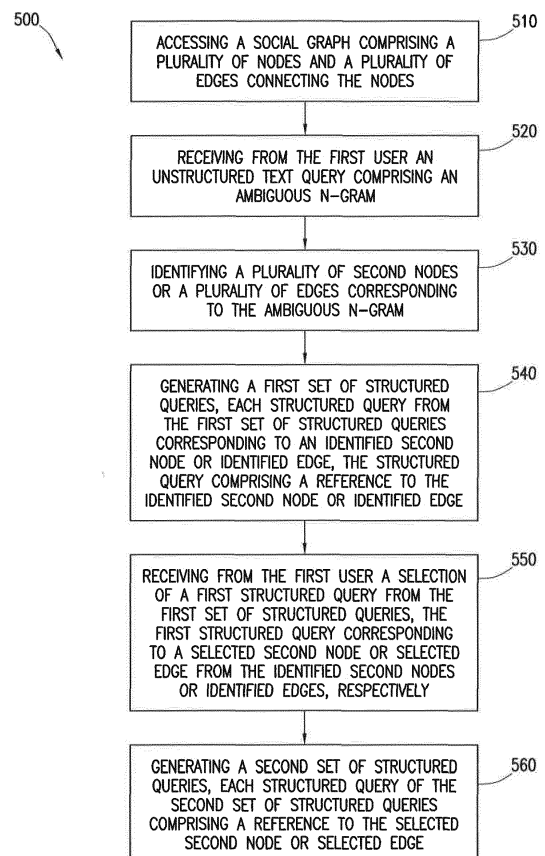 500
510
ACCESSING A SOCIAL GRAPH COMPRISING A
PLURALITY OF NODES AND A PLURALITY OF
EDGES CONNECTING THE NODES
520
RECEIVING FROM THE FIRST USER AN
UNSTRUCTURED TEXT QUERY COMPRISING AN
AMBIGUOUS N-GRAM
530
IDENTIFYING A PLURALITY OF SECOND NODES
OR A PLURALITY OF EDGES CORRESPONDING
TO THE AMBIGUOUS N-GRAM
540
GENERATING A FIRST SET OF STRUCTURED
QUERIES, EACH STRUCTURED QUERY FROM
THE FIRST SET OF STRUCTURED QUERIES
CORRESPONDING TO AN IDENTIFIED SECOND
NODE OR IDENTIFIED EDGE, THE STRUCTURED
QUERY COMPRISING A REFERENCE TO THE
IDENTIFIED SECOND NODE OR IDENTIFIED EDGE
550
RECEIVING FROM THE FIRST USER A SELECTION
OF A FIRST STRUCTURED QUERY FROM THE
FIRST SET OF STRUCTURED QUERIES, THE
FIRST STRUCTURED QUERY CORRESPONDING
TO A SELECTED SECOND NODE OR SELECTED
EDGE FROM THE IDENTIFIED SECOND NODES
OR IDENTIFIED EDGES, RESPECTIVELY
560
GENERATING A SECOND SET OF STRUCTURED
QUERIES, EACH STRUCTURED QUERY OF THE
SECOND SET OF STRUCTURED QUERIES
COMPRISING A REFERENCE TO THE SELECTED
SECOND NODE OR SELECTED EDGE